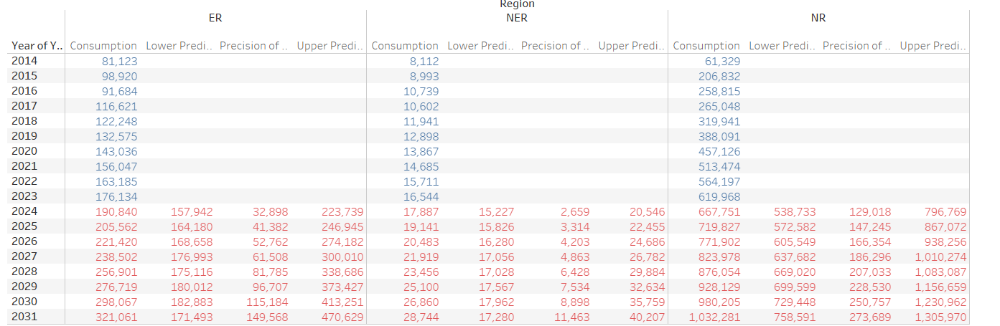 Region
ER NER NR
Year of Y.. Consumption Lower Predi.. Precision of .. Upper Predi.. Consumption Lower Predi.. Precision of .. Upper Predi.. Consumption Lower Predi.. Precision of .. Upper Predi..
2014 81,123 8,112 61,329
2015 98,920 8,993 206,832
2016 91,684 10,739 258,815
2017 116,621 10,602 265,048
2018 122,248 11,941 319,941
2019 132,575 12,898 388,091
2020 143,036 13,867 457,126
2021 156,047 14,685 513,474
2022 163,185 15,711 564,197
2023 176,134 16,544 619,968
2024 190,840 157,942 32,898 223,739 17,887 15,227 2,659 20,546 667,751 538,733 129,018 796,769
2025 205,562 164,180 41,382 246,945 19,141 15,826 3,314 22,455 719,827 572,582 147,245 867,072
2026 221,420 168,658 52,762 274,182 20,483 16,280 4,203 24,686 771,902 605,549 166,354 938,256
2027 238,502 176,993 61,508 300,010 21,919 17,056 4,863 26,782 823,978 637,682 186,296 1,010,274
2028 256,901 175,116 81,785 338,686 23,456 17,028 6,428 29,884 876,054 669,020 207,033 1,083,087
2029 276,719 180,012 96,707 373,427 25,100 17,567 7,534 32,634 928,129 699,599 228,530 1,156,659
2030 298,067 182,883 115,184 413,251 26,860 17,962 8,898 35,759 980,205 729,448 250,757 1,230,962
2031 321,061 171,493 149,568 470,629 28,744 17,280 11,463 40,207 1,032,281 758,591 273,689 1,305,970